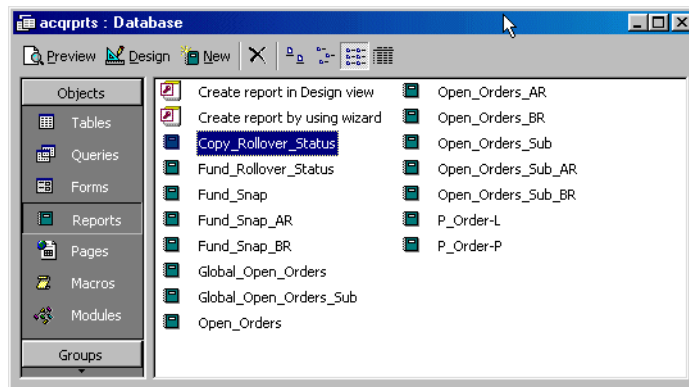 acqrprts : Database
Preview Design New
Objects
Tables
Queries
Forms
Reports
Pages
Macros
Modules
Groups
Create report in Design view
Create report by using wizard
Copy_Rollover_Status
Fund_Rollover_Status
Fund_Snap
Fund_Snap_AR
Fund_Snap_BR
Global_Open_Orders
Global_Open_Orders_Sub
Open_Orders
Open_Orders_AR
Open_Orders_BR
Open_Orders_Sub
Open_Orders_Sub_AR
Open_Orders_Sub_BR
P_Order-L
P_Order-P